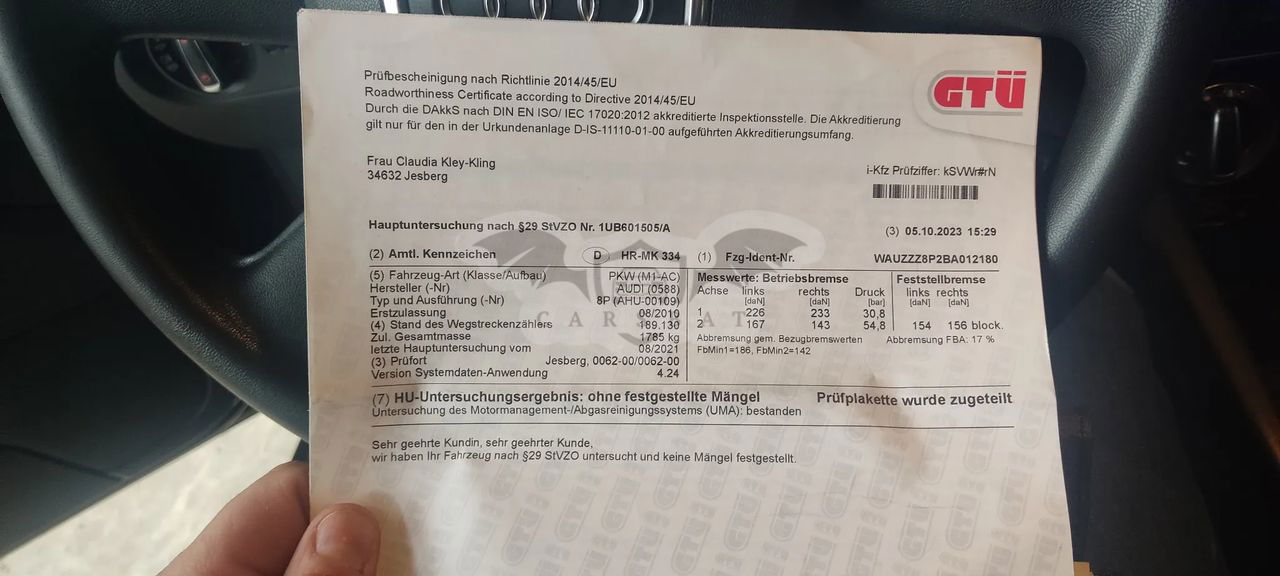 Prüfbescheinigung nach Richtlinie 2014/45/EU
Roadworthiness Certificate according to Directive 2014/45/EU
Durch die DAkkS nach DIN EN ISO/ IEC 17020:2012 akkreditierte Inspektionsstelle. Die Akkreditierung
gilt nur für den in der Urkundenanlage D-IS-11110-01-00 aufgeführten Akkreditierungsumfang.
GTÜ
Frau Claudia Kley-Kling
34632 Jesberg
i-Kfz Prüfziffer: kSVWr#rN
Hauptuntersuchung nach §29 StVZO Nr. 1UB601505/A
(3) 05.10.2023 15:29
(2) Amtl. Kennzeichen D HR-MK 334 (1) Fzg-Ident-Nr. WAUZZZ8P2BA012180
(5) Fahrzeug-Art (Klasse/Aufbau) PKW (M1-AC)
Hersteller (-Nr) AUDI (0588)
Typ und Ausführung (-Nr) 8P (AHU-00109)
Erstzulassung 08/2010
(4) Stand des Wegstreckenzählers 189.130
Zul. Gesamtmasse 1785 kg
letzte Hauptuntersuchung vom 08/2021
(3) Prüfort Jesberg, 0062-00/0062-00
Version Systemdaten-Anwendung 4.24
Messwerte: Betriebsbremse Feststellbremse
Achse links rechts Druck links rechts
[daN] [daN] [bar] [daN] [daN]
1 226 233 30,8
2 167 143 54,8 154 156 block.
Abbremsung gem. Bezugbremswerten Abbremsung FBA: 17 %
FbMin1=186, FbMin2=142
CARSBAT
(7) HU-Untersuchungsergebnis: ohne festgestellte Mängel Prüfplakette wurde zugeteilt
Untersuchung des Motormanagement-/Abgasreinigungssystems (UMA): bestanden
Sehr geehrte Kundin, sehr geehrter Kunde,
wir haben Ihr Fahrzeug nach §29 StVZO untersucht und keine Mängel festgestellt.